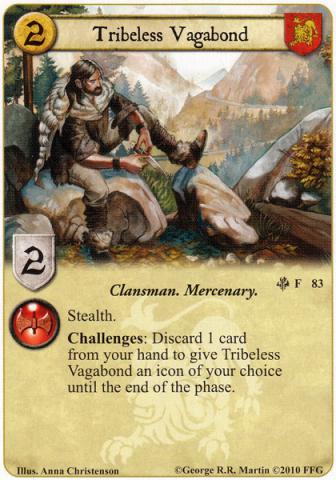 2
Tribeless Vagabond
2
Clansman. Mercenary.
F 83
Stealth.
Challenges: Discard 1 card
from your hand to give Tribeless
Vagabond an icon of your choice
until the end of the phase.
Illus. Anna Christenson
©George R.R. Martin ©2010 FFG